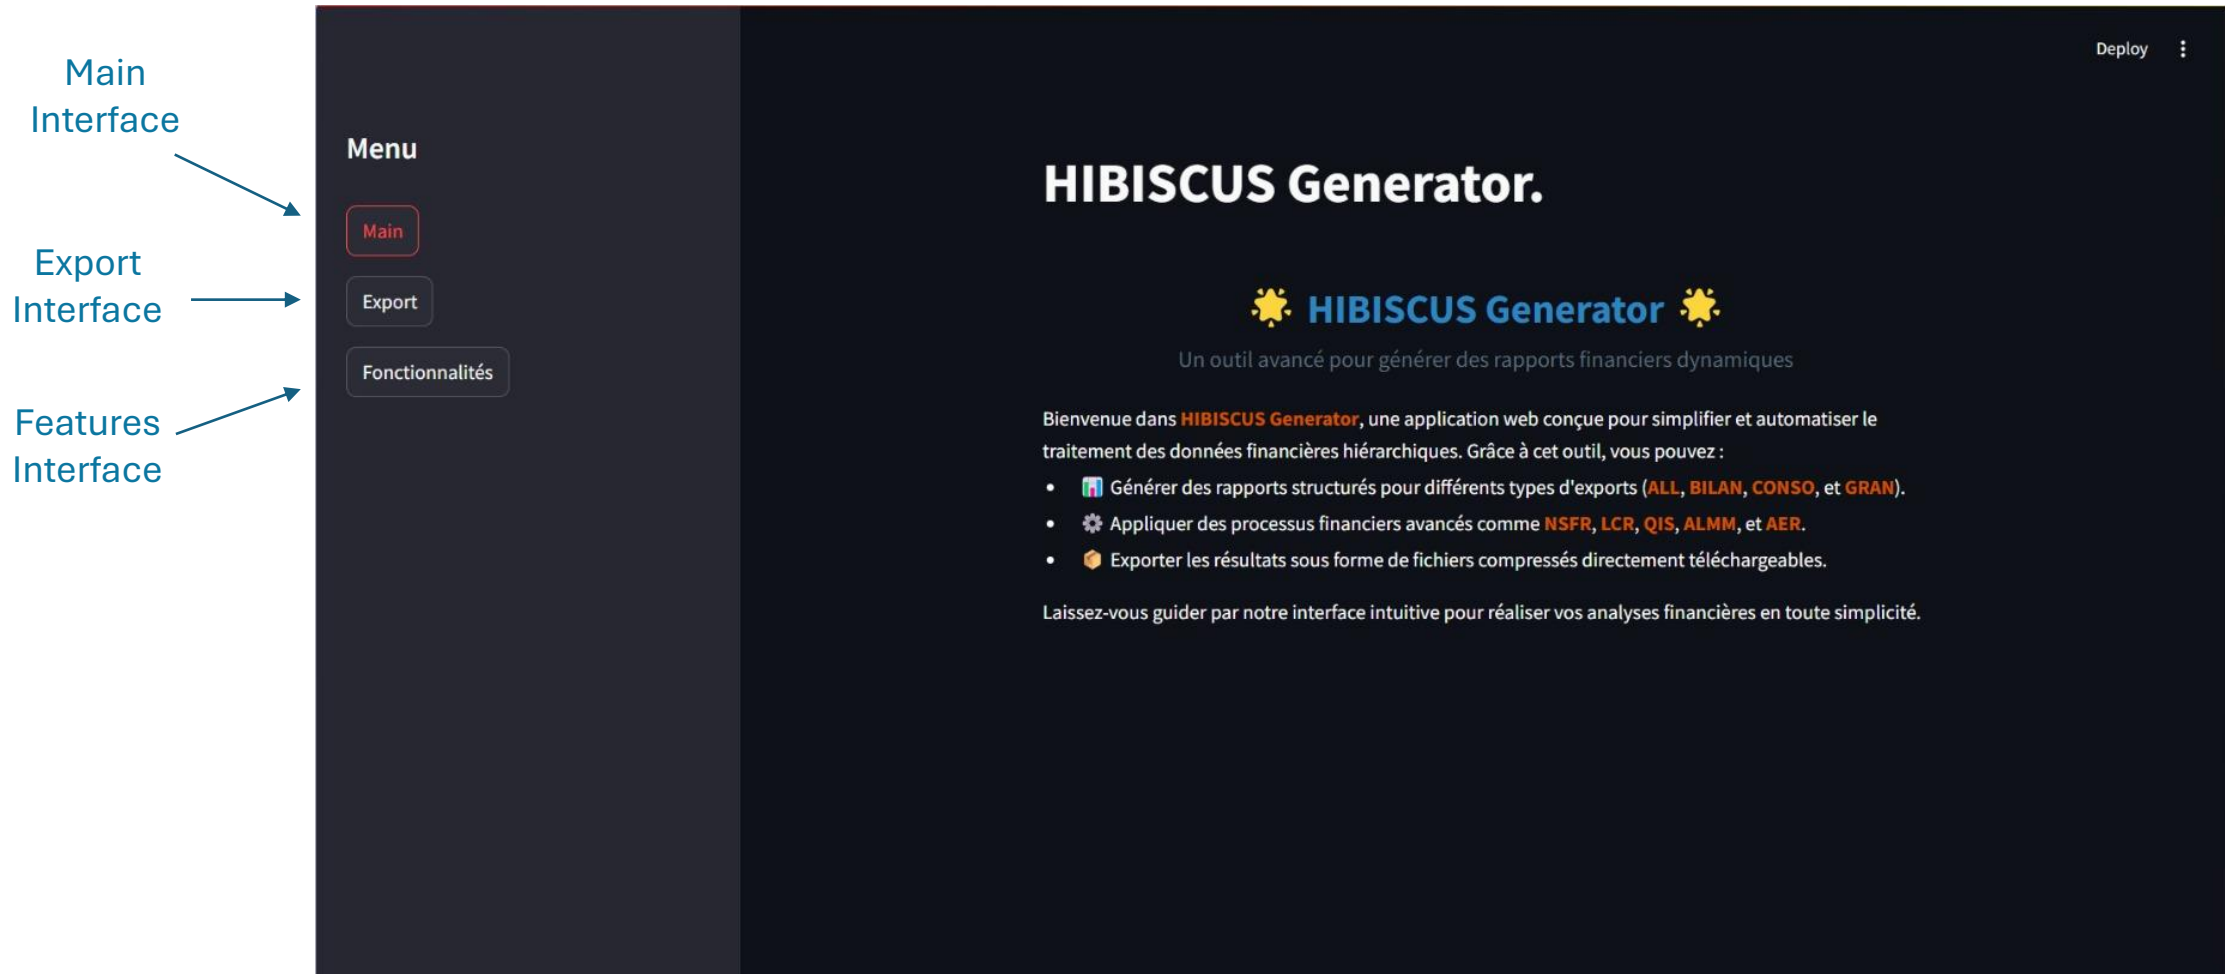 Main
Interface
Export
Interface
Features
Interface
Menu
Main
Export
Fonctionnalités
Deploy
HIBISCUS Generator.
🌟 HIBISCUS Generator 🌟
Un outil avancé pour générer des rapports financiers dynamiques
Bienvenue dans HIBISCUS Generator, une application web conçue pour simplifier et automatiser le
traitement des données financières hiérarchiques. Grâce à cet outil, vous pouvez :
• 📊 Générer des rapports structurés pour différents types d'exports (ALL, BILAN, CONSO, et GRAN).
• ⚙️ Appliquer des processus financiers avancés comme NSFR, LCR, QIS, ALMM, et AER.
• 📦 Exporter les résultats sous forme de fichiers compressés directement téléchargeables.
Laissez-vous guider par notre interface intuitive pour réaliser vos analyses financières en toute simplicité.